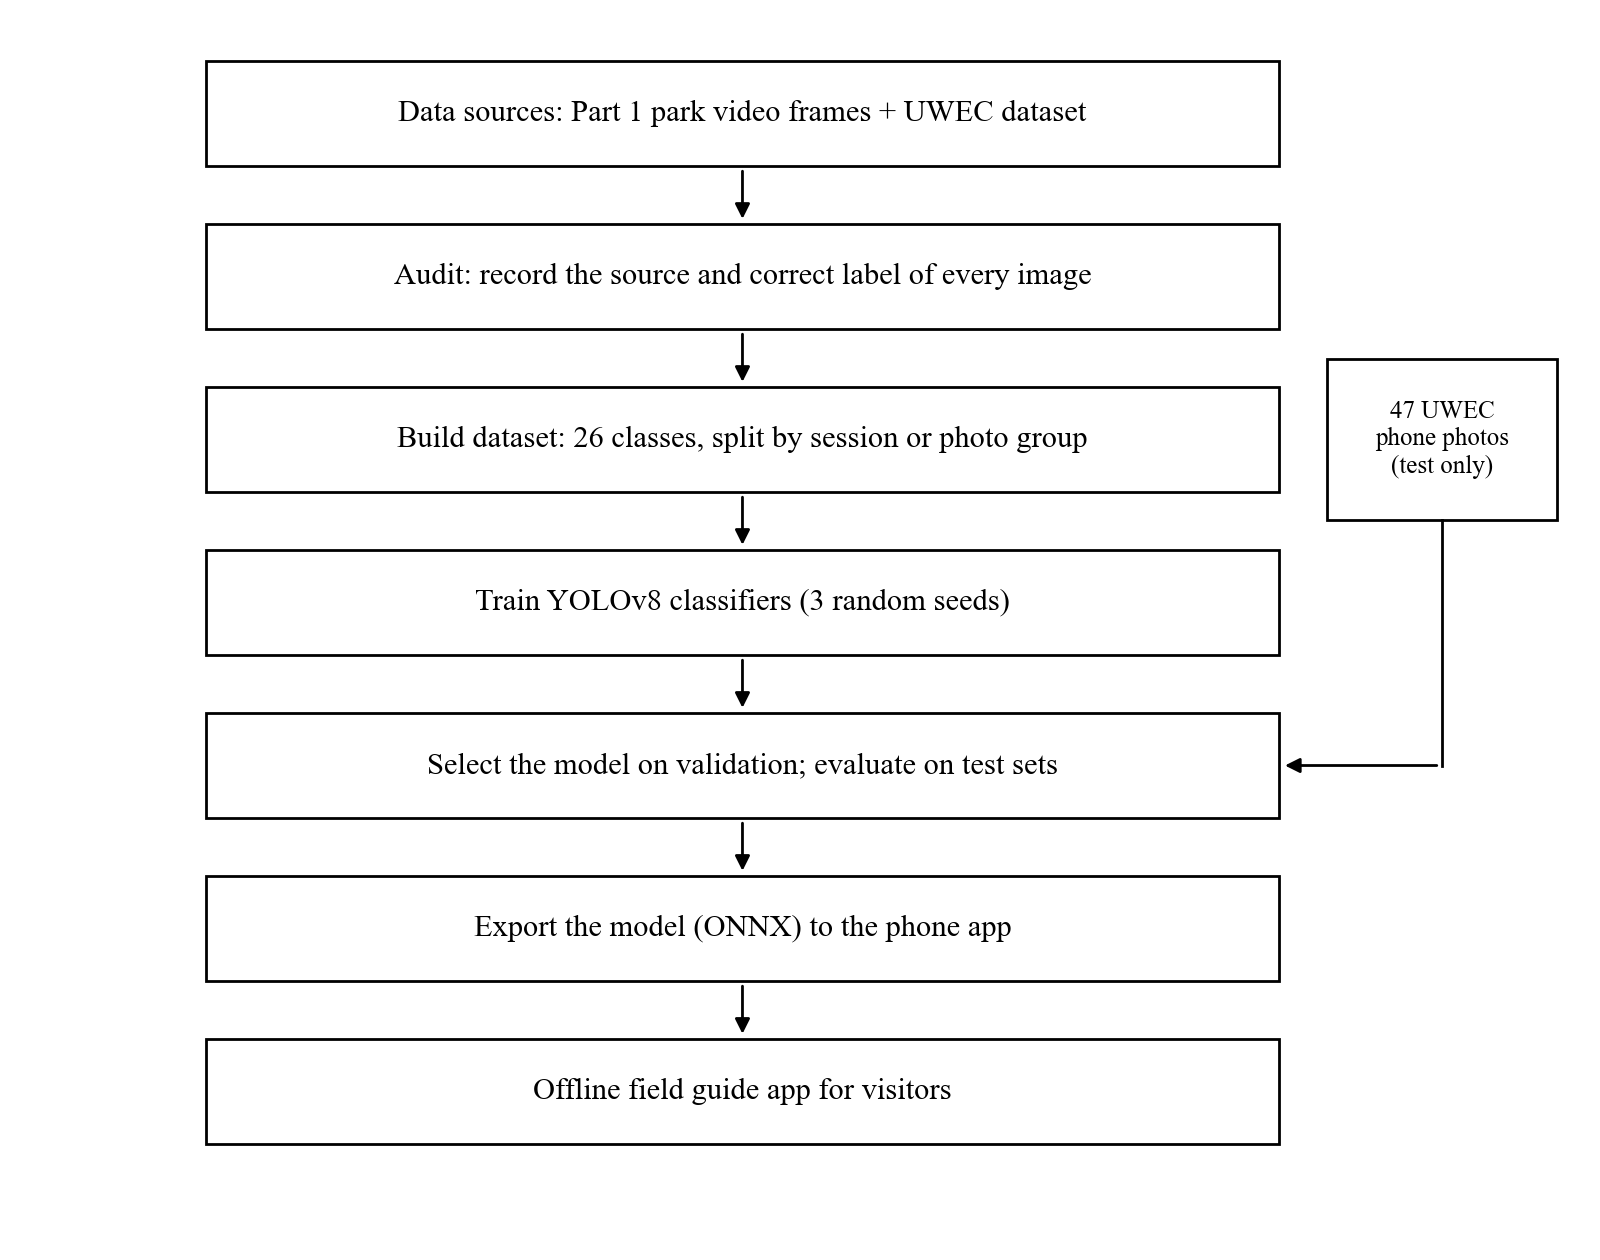 Data sources: Part 1 park video frames + UWEC dataset
Audit: record the source and correct label of every image
Build dataset: 26 classes, split by session or photo group
47 UWEC
phone photos
(test only)
Train YOLOv8 classifiers (3 random seeds)
Select the model on validation; evaluate on test sets
Export the model (ONNX) to the phone app
Offline field guide app for visitors